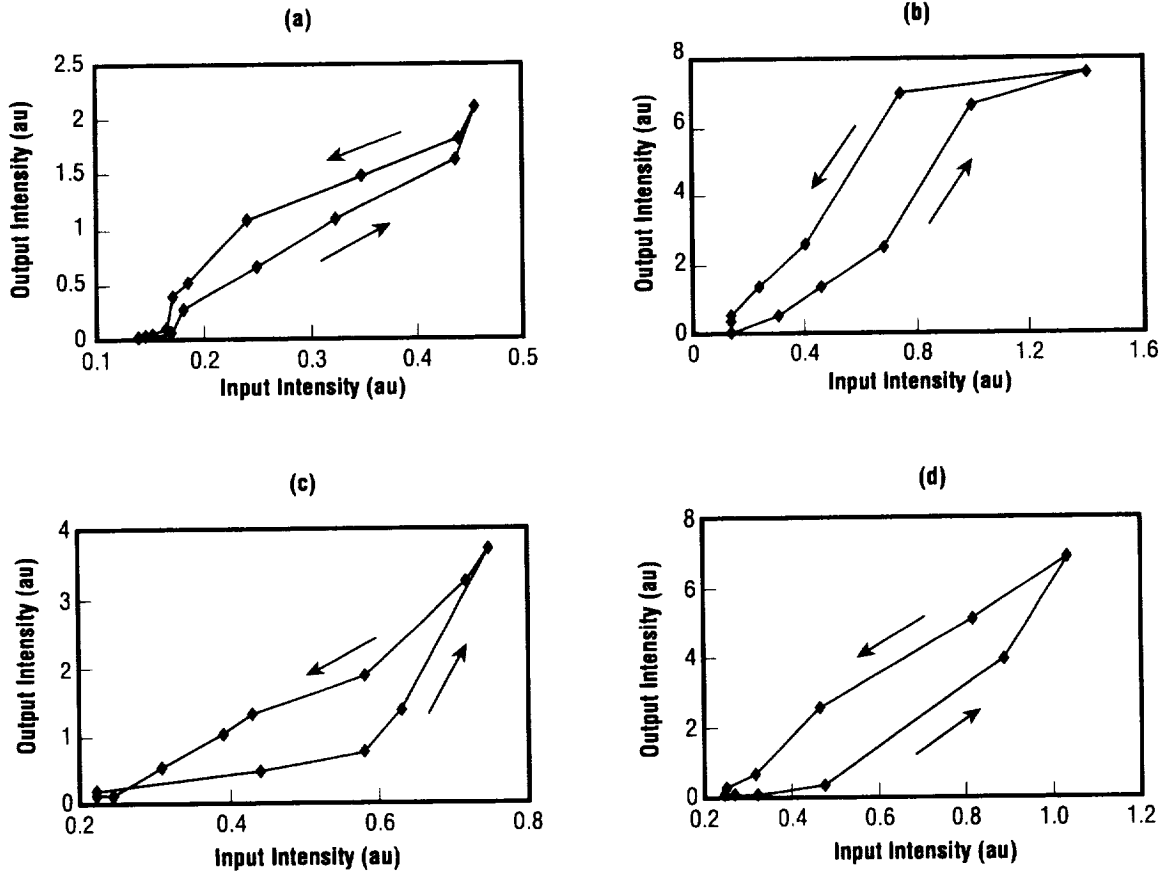 (a)
2.5
2
1.5
1
0.5
0
0.1 0.2 0.3 0.4 0.5
Output Intensity (au)
Input Intensity (au)
(b)
8
6
4
2
0
0 0.4 0.8 1.2 1.6
Output Intensity (au)
Input Intensity (au)
(c)
4
3
2
1
0
0.2 0.4 0.6 0.8
Output Intensity (au)
Input Intensity (au)
(d)
8
6
4
2
0
0.2 0.4 0.6 0.8 1.0 1.2
Output Intensity (au)
Input Intensity (au)